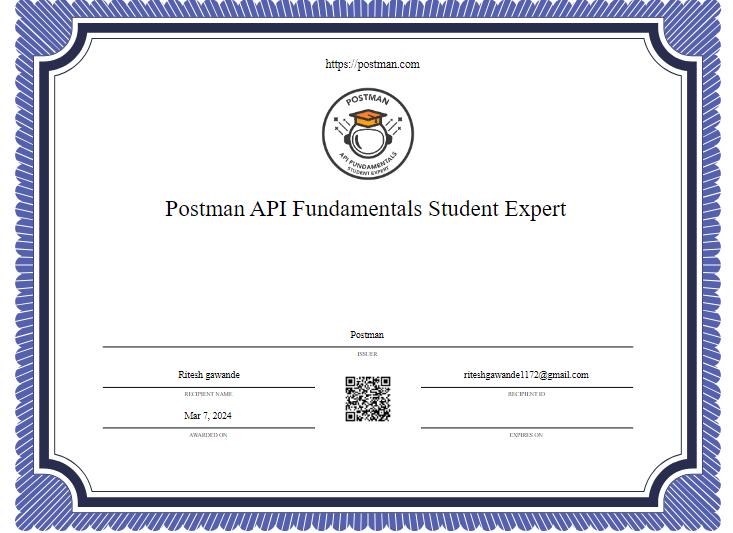 https://postman.com
POSTMAN
API FUNDAMENTALS
STUDENT EXPERT
Postman API Fundamentals Student Expert
Postman
ISSUER
Ritesh gawande
RECIPIENT NAME
riteshgawande1172@gmail.com
RECIPIENT ID
Mar 7, 2024
AWARDED ON
EXPIRES ON